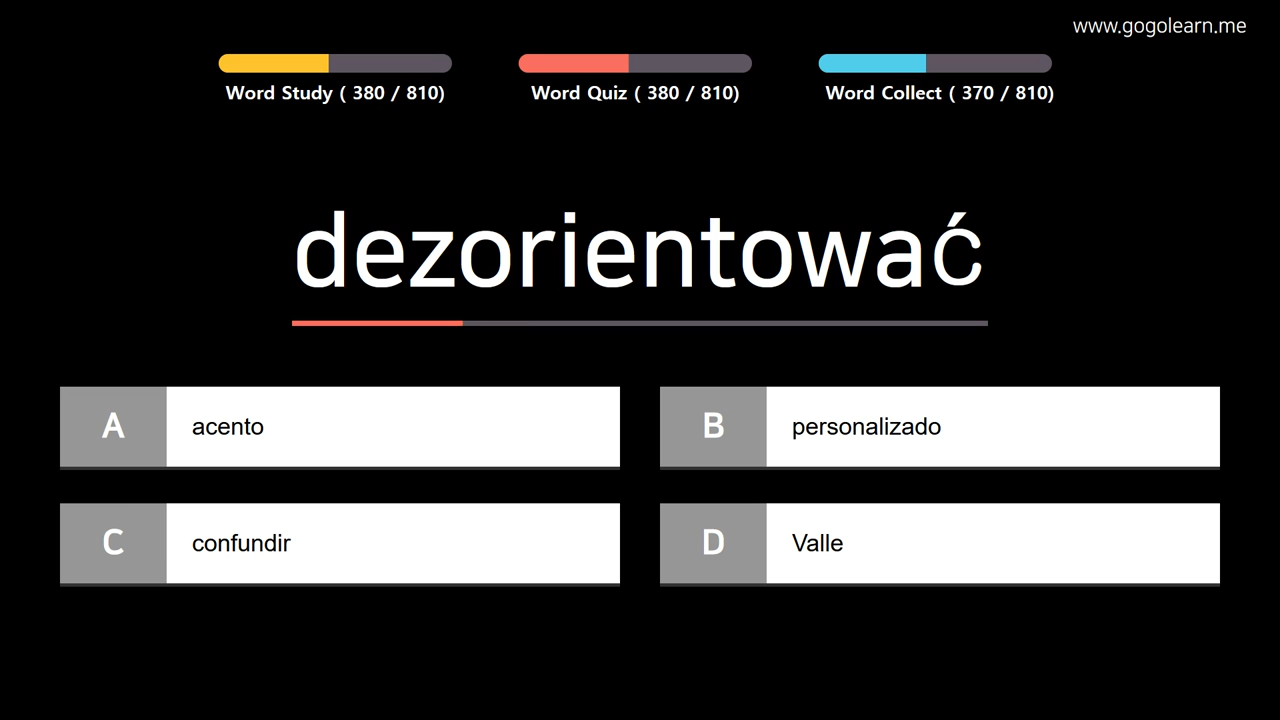 www.gogolearn.me
Word Study ( 380 / 810)
Word Quiz ( 380 / 810)
Word Collect ( 370 / 810)
dezorientować
A acento
B personalizado
C confundir
D Valle